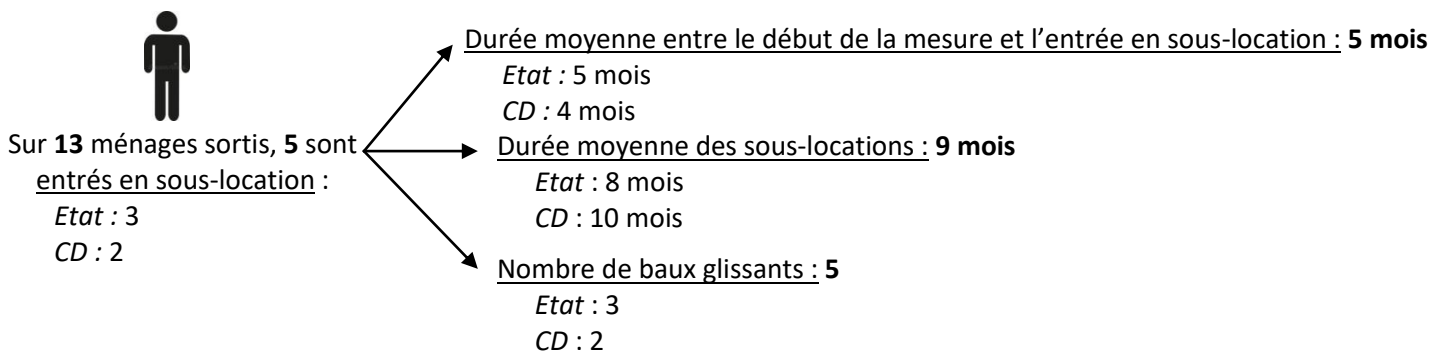 Sur 13 ménages sortis, 5 sont
entrés en sous-location :
Etat : 3
CD : 2
Durée moyenne entre le début de la mesure et l’entrée en sous-location : 5 mois
Etat : 5 mois
CD : 4 mois
Durée moyenne des sous-locations : 9 mois
Etat : 8 mois
CD : 10 mois
Nombre de baux glissants : 5
Etat : 3
CD : 2